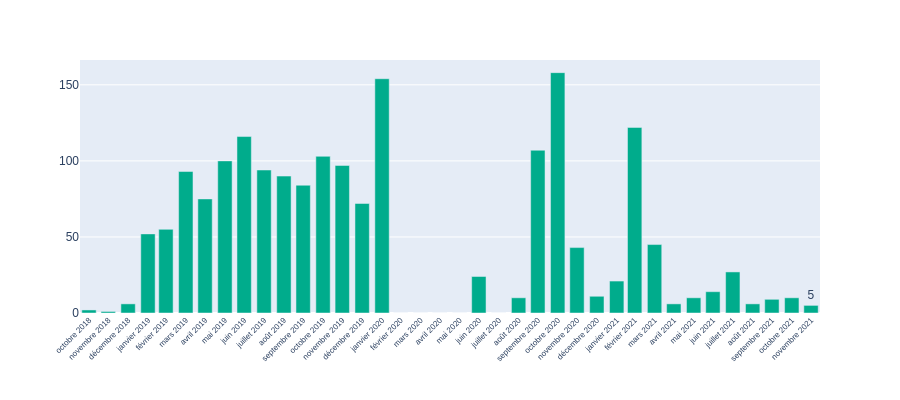 150
100
50
0
5
octobre 2018
novembre 2018
décembre 2018
janvier 2019
février 2019
mars 2019
avril 2019
mai 2019
juin 2019
juillet 2019
août 2019
septembre 2019
octobre 2019
novembre 2019
décembre 2019
janvier 2020
février 2020
mars 2020
avril 2020
mai 2020
juin 2020
juillet 2020
août 2020
septembre 2020
octobre 2020
novembre 2020
décembre 2020
janvier 2021
février 2021
mars 2021
avril 2021
mai 2021
juin 2021
juillet 2021
août 2021
septembre 2021
octobre 2021
novembre 2021